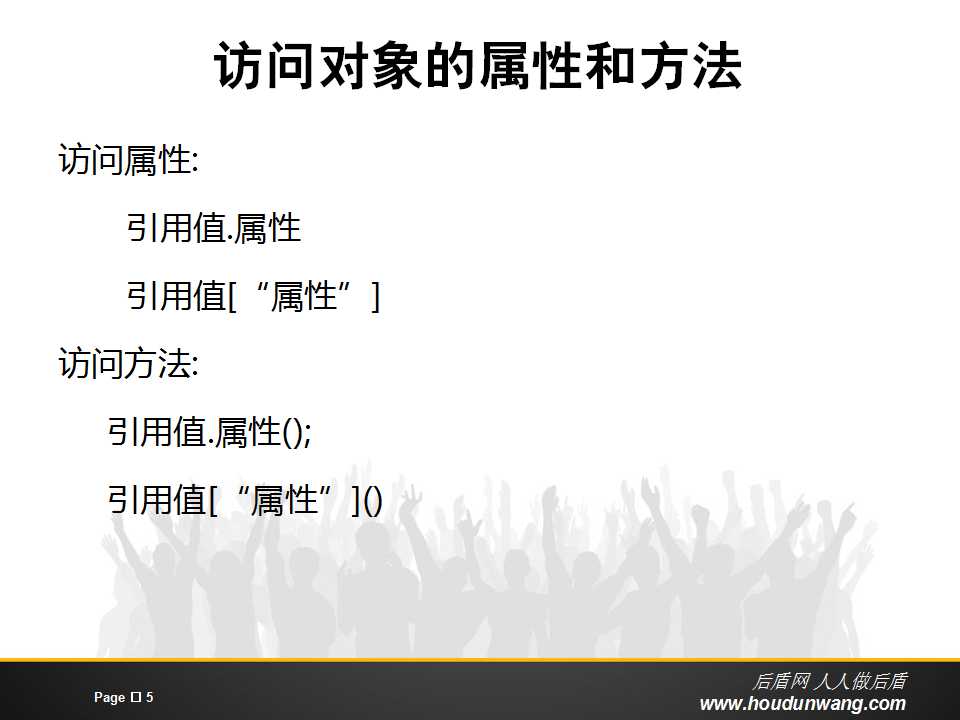 访问对象的属性和方法
访问属性:
引用值.属性
引用值[“属性”]
访问方法:
引用值.属性();
引用值[“属性”]()
Page □ 5
后盾网 人人做后盾
www.houdunwang.com